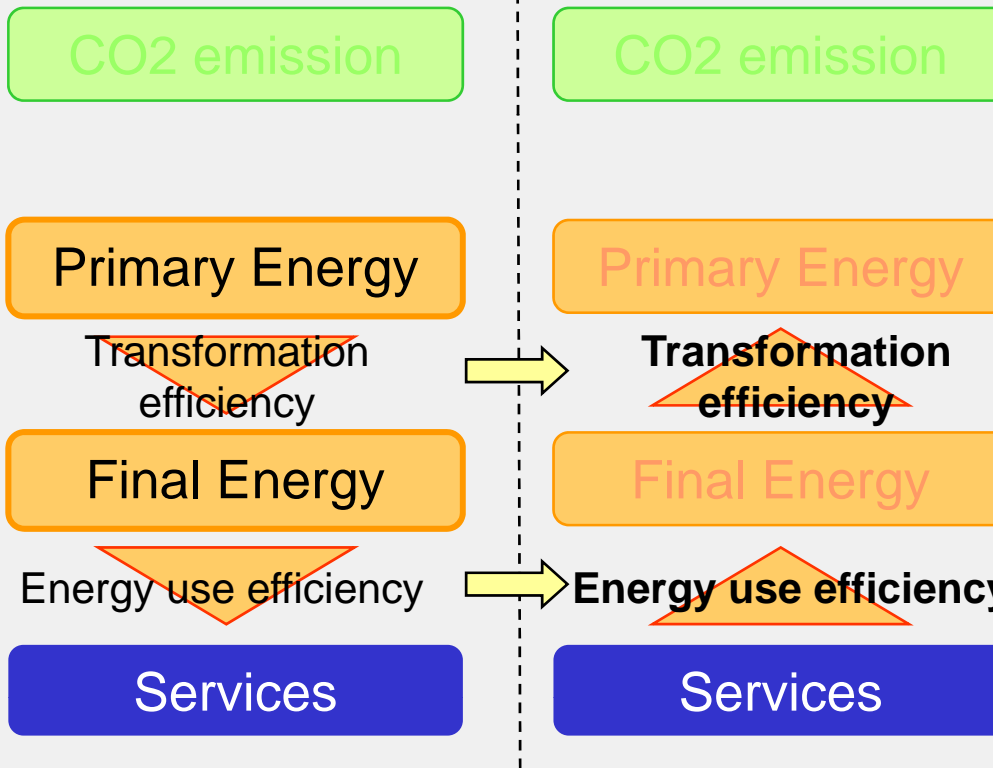 CO2 emission
Primary Energy
Transformation
efficiency
Final Energy
Energy use efficiency
Services
CO2 emission
Primary Energy
Transformation
efficiency
Final Energy
Energy use efficiency
Services